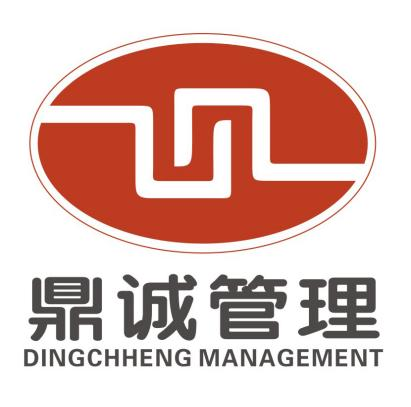 鼎诚管理
DINGCHHENG MANAGEMENT